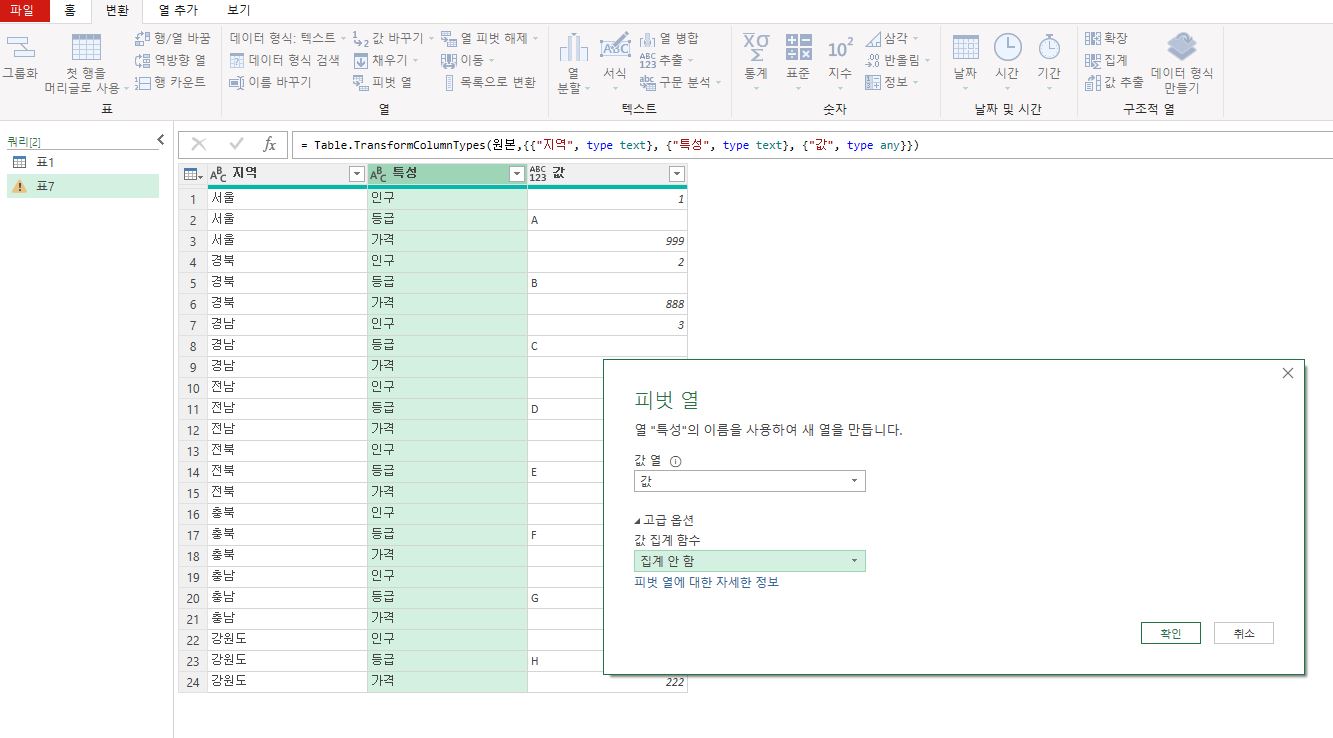 파일 홈 변환 열 추가 보기
그룹화
첫 행을
머리글로 사용
행/열 바꿈
역방향 열
행 카운트
표
데이터 형식: 텍스트
데이터 형식 검색
이름 바꾸기
값 바꾸기
채우기
피벗 열
열 피벗 해제
이동
목록으로 변환
열
열
분할
서식
ABC
열 병합
추출
구문 분석
텍스트
통계
표준
지수
삼각
반올림
정보
숫자
날짜
시간
기간
날짜 및 시간
확장
집계
값 추출
데이터 형식
만들기
구조적 열
쿼리[2]
표1
표7
fx = Table.TransformColumnTypes(원본,{{"지역", type text}, {"특성", type text}, {"값", type any}})
ABC 지역 ABC 특성 ABC 123 값
1 서울 인구 1
2 서울 등급 A
3 서울 가격 999
4 경북 인구 2
5 경북 등급 B
6 경북 가격 888
7 경남 인구 3
8 경남 등급 C
9 경남 가격
10 전남 인구
11 전남 등급 D
12 전남 가격
13 전북 인구
14 전북 등급 E
15 전북 가격
16 충북 인구
17 충북 등급 F
18 충북 가격
19 충남 인구
20 충남 등급 G
21 충남 가격
22 강원도 인구
23 강원도 등급 H
24 강원도 가격 222
피벗 열
열 "특성"의 이름을 사용하여 새 열을 만듭니다.
값 열
값
고급 옵션
값 집계 함수
집계 안 함
피벗 열에 대한 자세한 정보
확인 취소